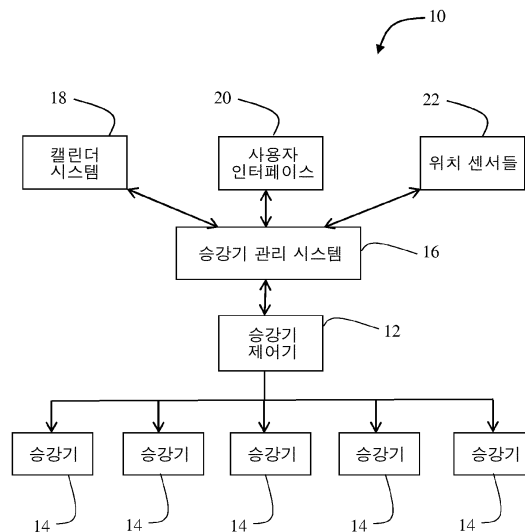 10
18
20
22
캘린더
시스템
사용자
인터페이스
위치 센서들
승강기 관리 시스템
16
승강기
제어기
12
승강기
승강기
승강기
승강기
승강기
14
14
14
14
14